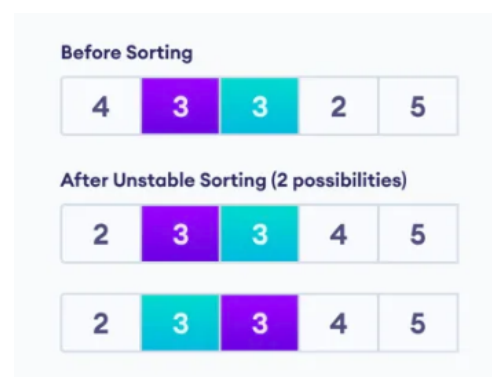 Before Sorting
4 3 3 2 5
After Unstable Sorting (2 possibilities)
2 3 3 4 5
2 3 3 4 5